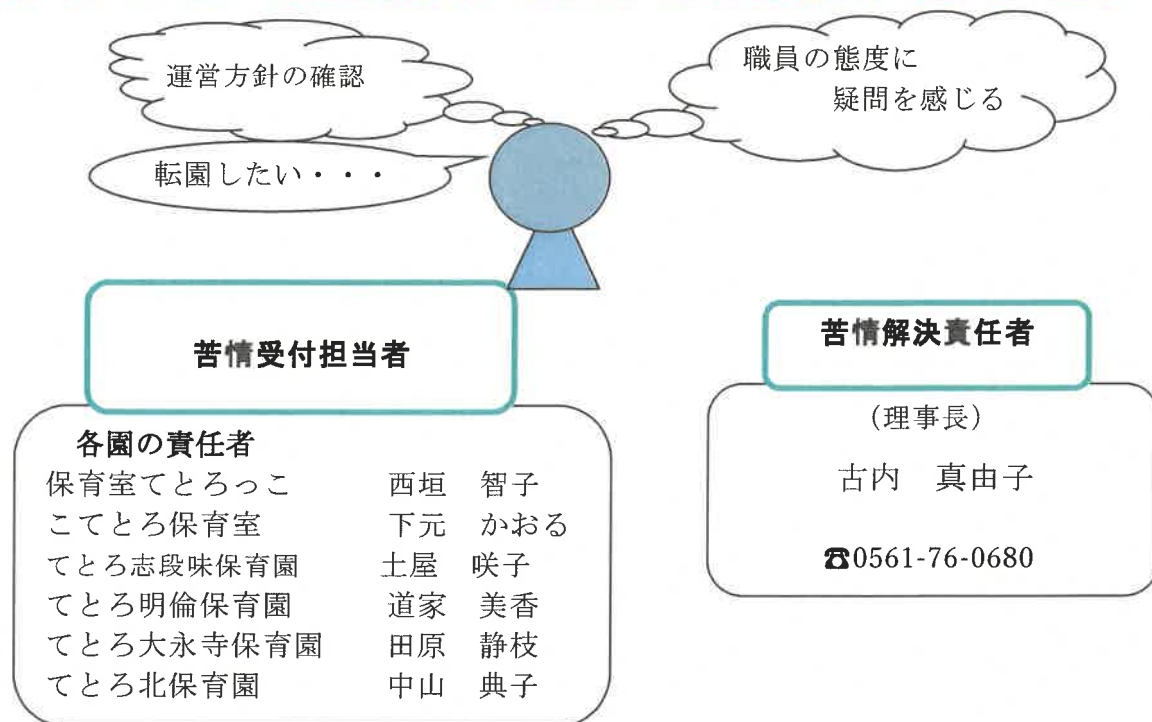 運営方針の確認
職員の態度に
疑問を感じる
転園したい・・・
苦情受付担当者
各園の責任者
保育室てとろっこ　西垣　智子
こてとろ保育室　下元　かおる
てとろ志段味保育園　土屋　咲子
てとろ明倫保育園　道家　美香
てとろ大永寺保育園　田原　静枝
てとろ北保育園　中山　典子
苦情解決責任者
(理事長)
古内　真由子
☎0561-76-0680